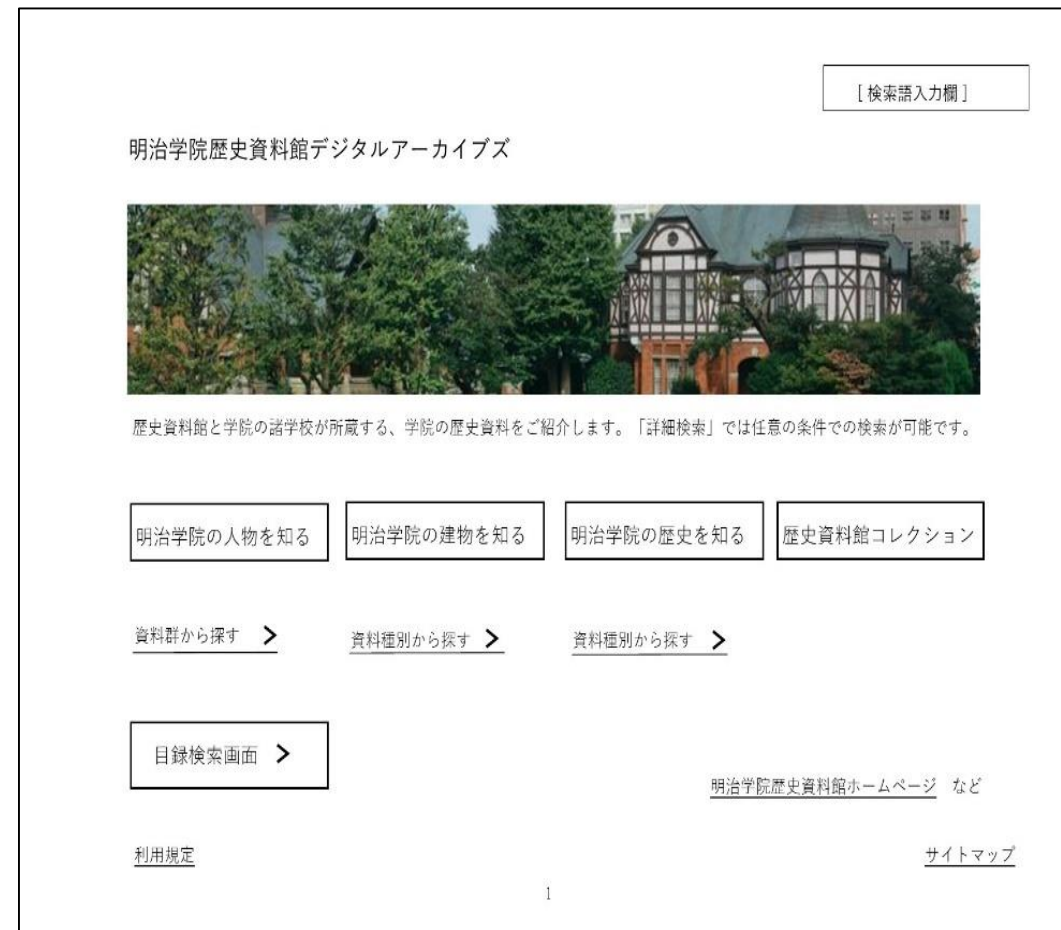 [ 検索語入力欄 ]
明治学院歴史資料館デジタルアーカイブズ
歴史資料館と学院の諸学校が所蔵する、学院の歴史資料をご紹介します。「詳細検索」では任意の条件での検索が可能です。
明治学院の人物を知る
明治学院の建物を知る
明治学院の歴史を知る
歴史資料館コレクション
資料群から探す >
資料種別から探す >
資料種別から探す >
目録検索画面 >
明治学院歴史資料館ホームページ など
利用規定
サイトマップ
1